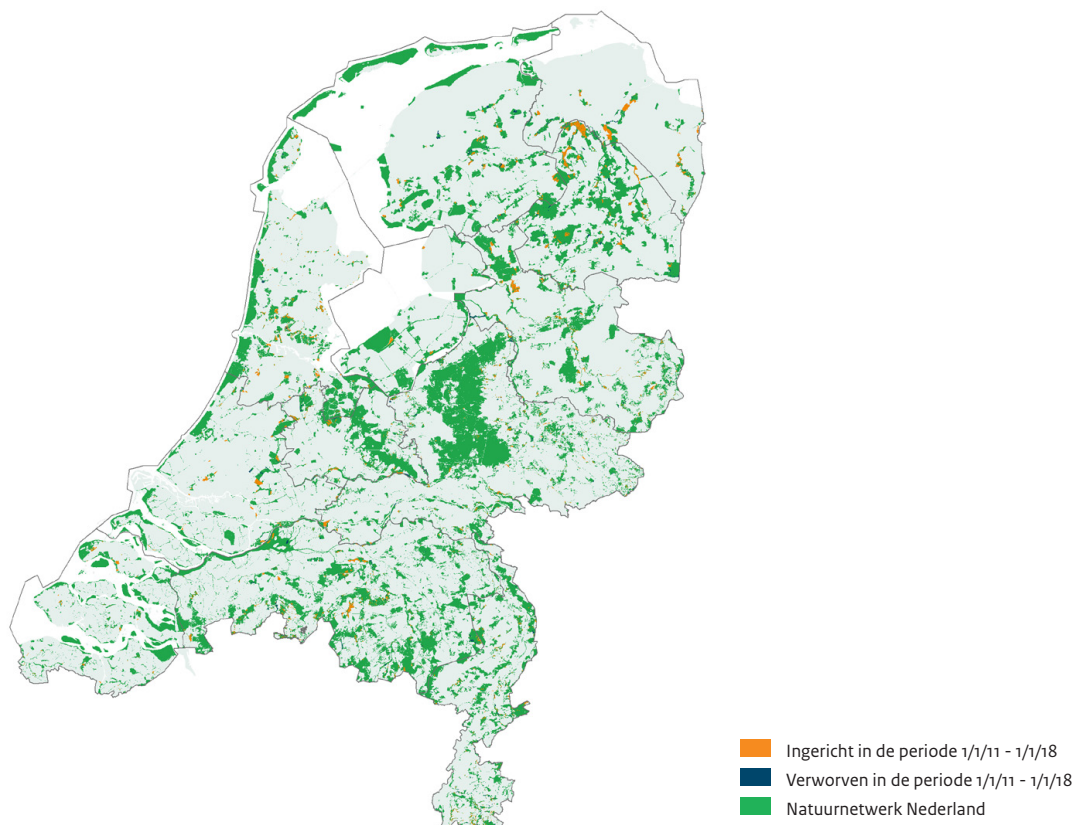 Ingericht in de periode 1/1/11 - 1/1/18
Verworven in de periode 1/1/11 - 1/1/18
Natuurnetwerk Nederland